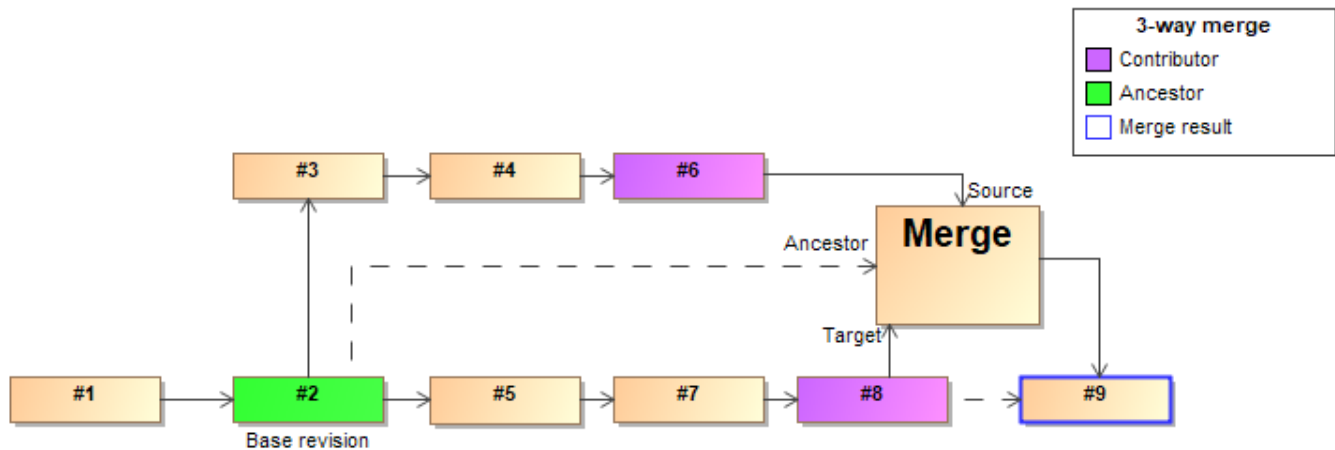 3-way merge
Contributor
Ancestor
Merge result
#3
#4
#6
Source
Merge
Ancestor
Target
#1
#2
#5
#7
#8
#9
Base revision